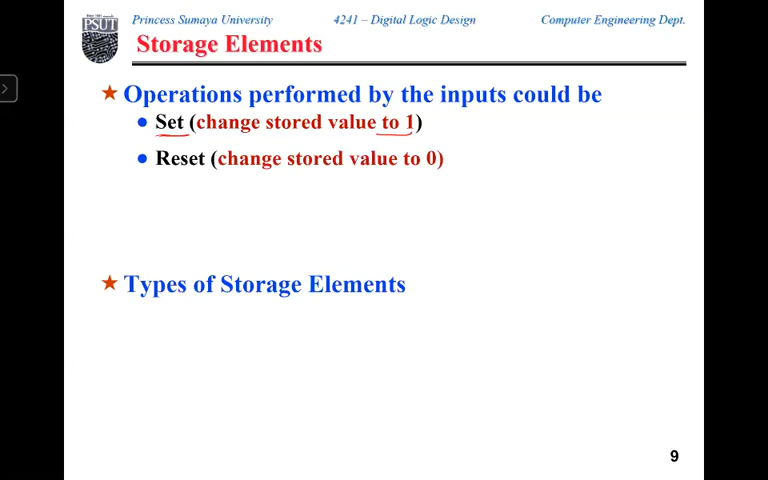 Princess Sumaya University 4241 – Digital Logic Design Computer Engineering Dept.
PSUT
Storage Elements
Operations performed by the inputs could be
Set (change stored value to 1)
Reset (change stored value to 0)
Types of Storage Elements
9